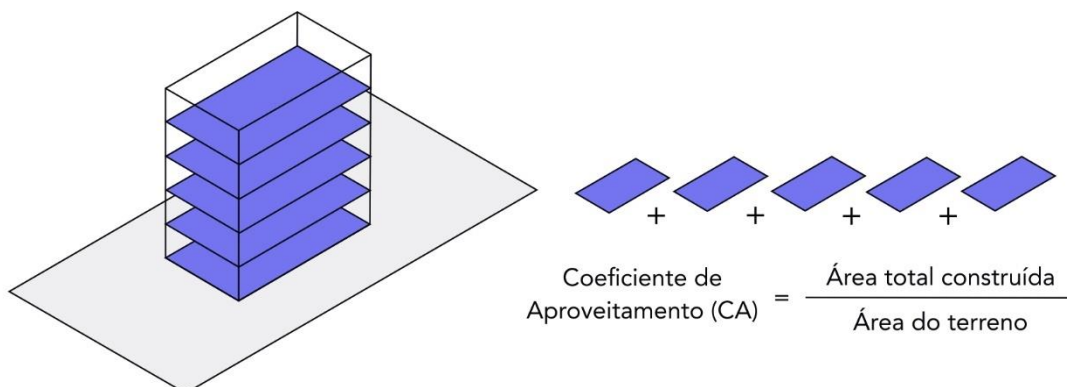 + + + +
Coeficiente de
Aproveitamento (CA)
=
Área total construída
Área do terreno